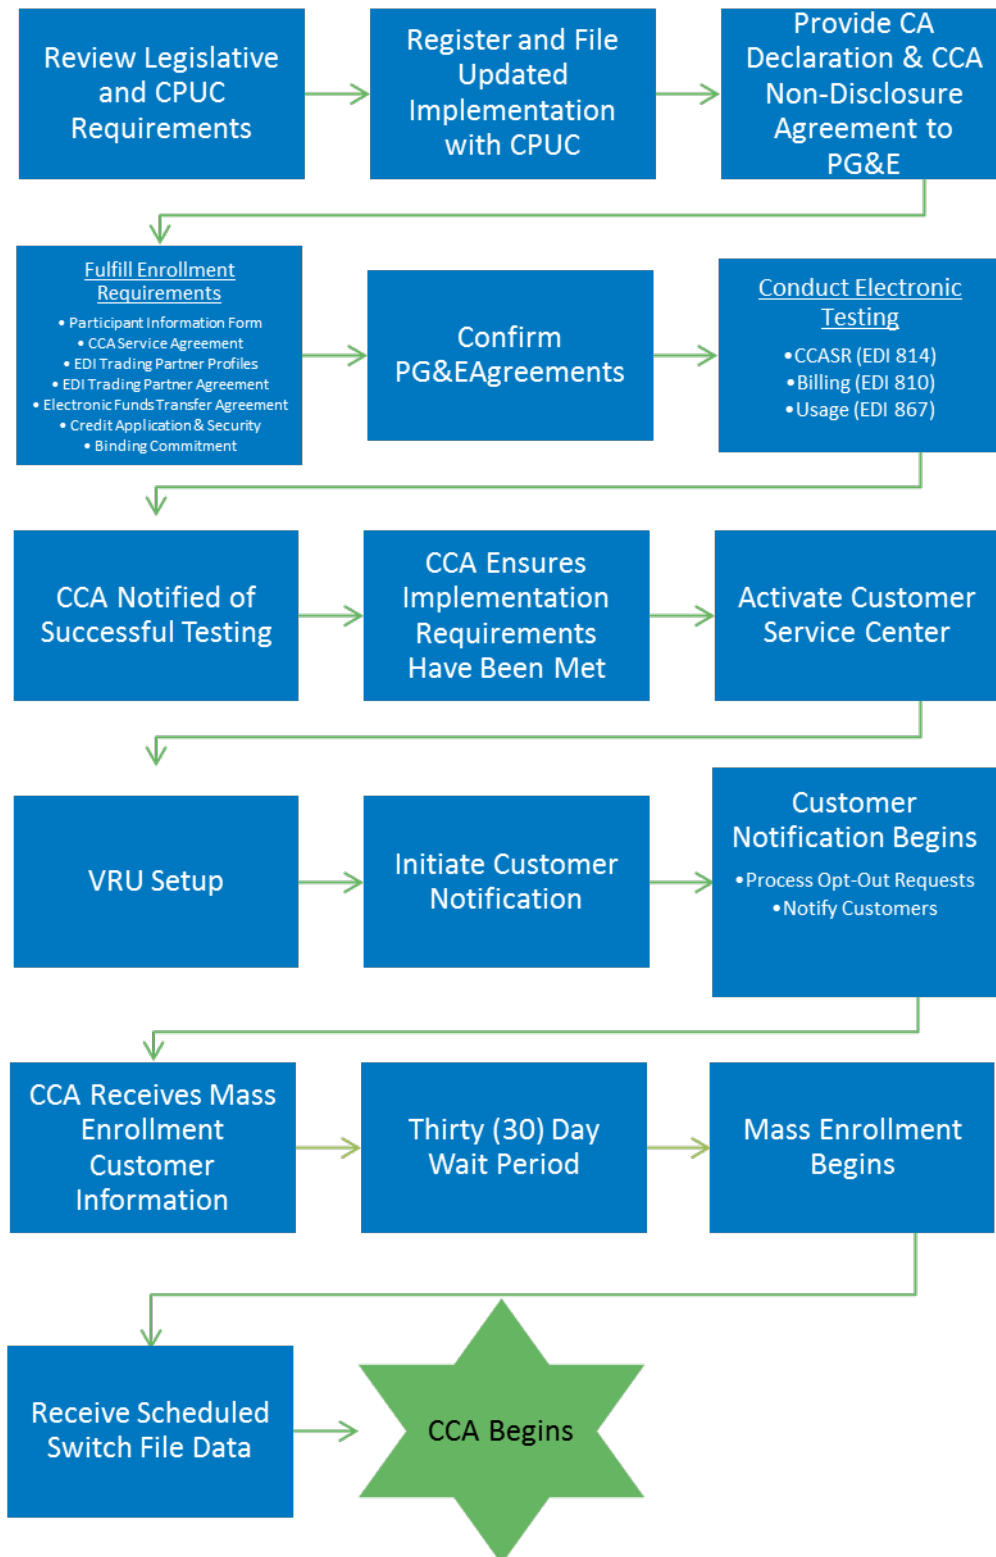 Review Legislative
and CPUC
Requirements
Register and File
Updated
Implementation
with CPUC
Provide CA
Declaration & CCA
Non-Disclosure
Agreement to
PG&E
Fulfill Enrollment
Requirements
• Participant Information Form
• CCA Service Agreement
• EDI Trading Partner Profiles
• EDI Trading Partner Agreement
• Electronic Funds Transfer Agreement
• Credit Application & Security
• Binding Commitment
Confirm
PG&EAgreements
Conduct Electronic
Testing
•CCASR (EDI 814)
•Billing (EDI 810)
•Usage (EDI 867)
CCA Notified of
Successful Testing
CCA Ensures
Implementation
Requirements
Have Been Met
Activate Customer
Service Center
VRU Setup
Initiate Customer
Notification
Customer
Notification Begins
•Process Opt-Out Requests
•Notify Customers
CCA Receives Mass
Enrollment
Customer
Information
Thirty (30) Day
Wait Period
Mass Enrollment
Begins
Receive Scheduled
Switch File Data
CCA Begins